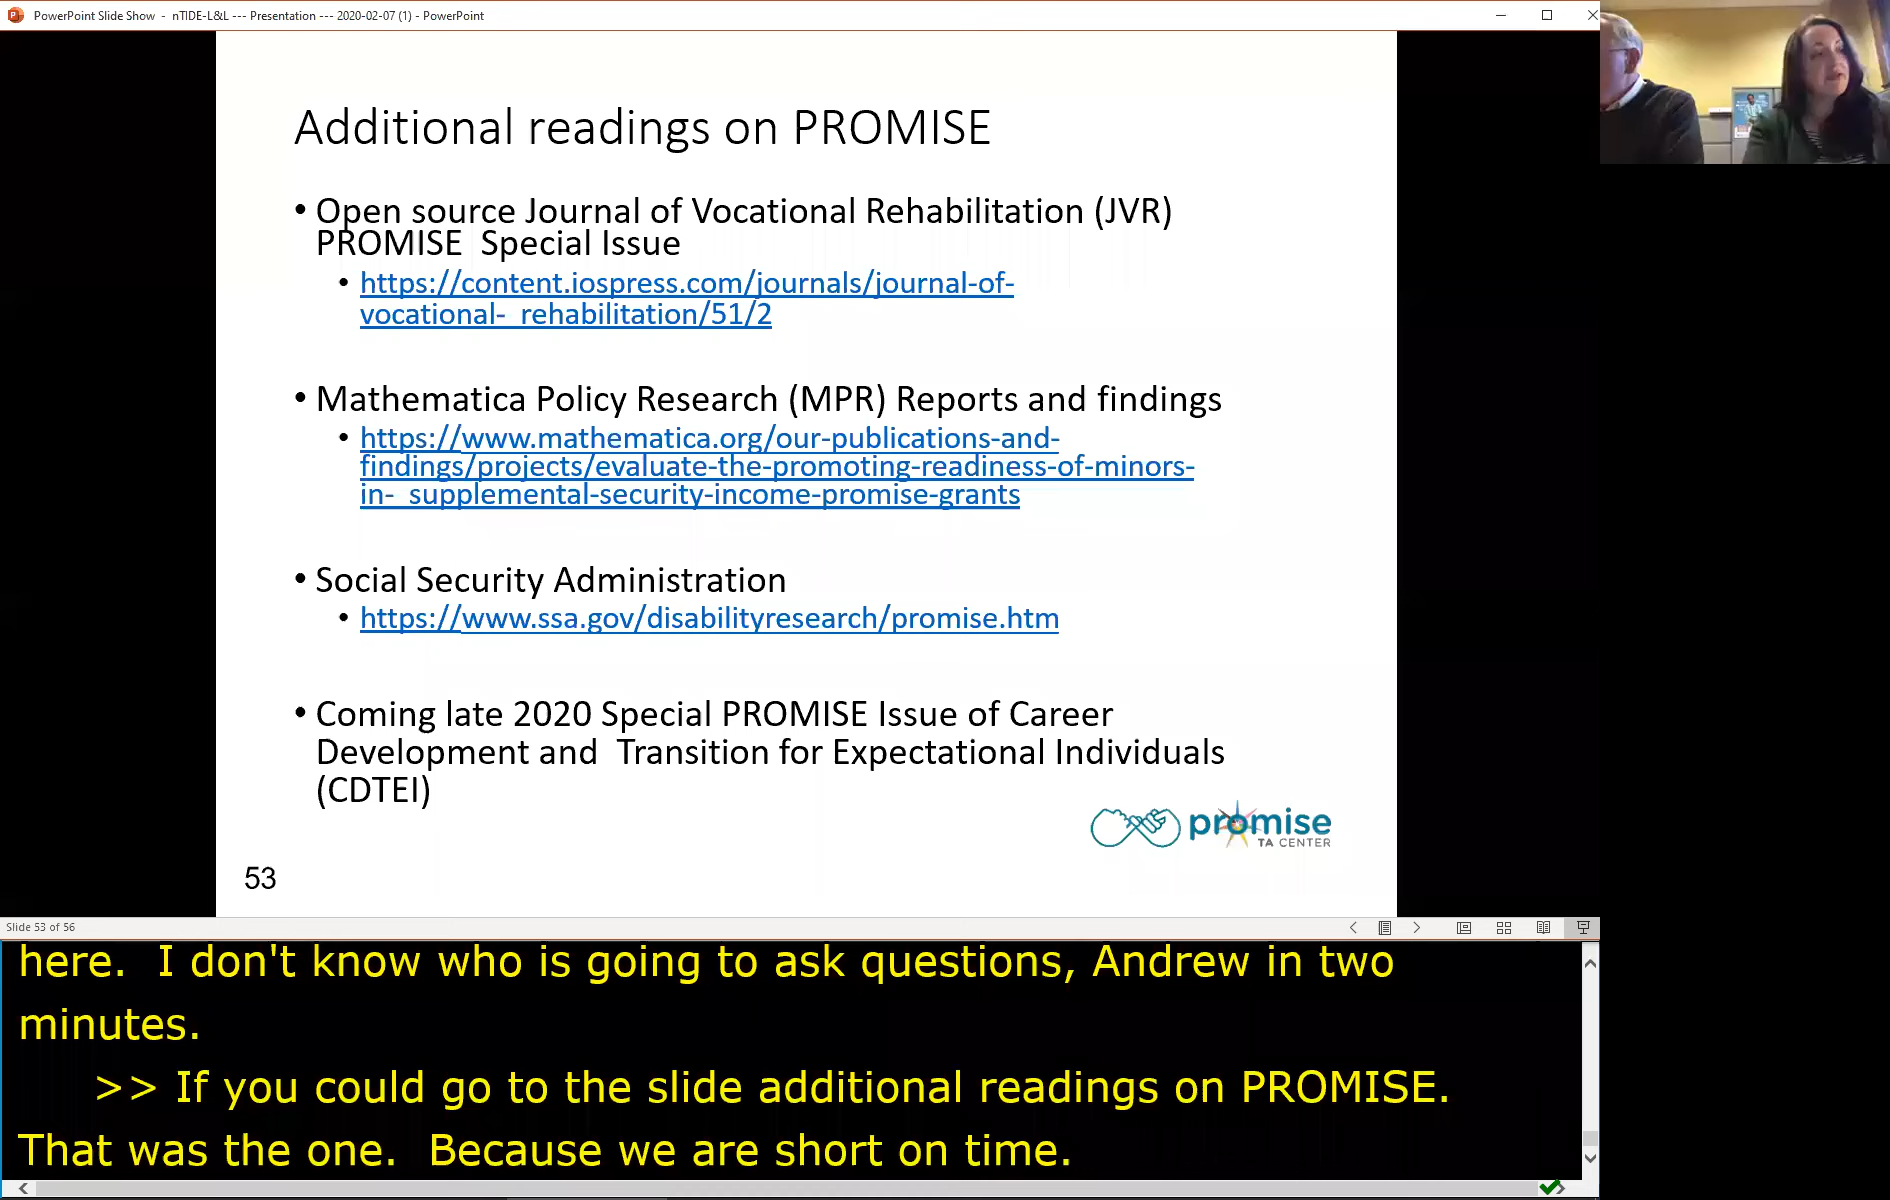 PowerPoint Slide Show - nTIDE-L&L --- Presentation --- 2020-02-07 (1) - PowerPoint
Additional readings on PROMISE
• Open source Journal of Vocational Rehabilitation (JVR)
PROMISE Special Issue
• https://content.iospress.com/journals/journal-of-
vocational- rehabilitation/51/2
• Mathematica Policy Research (MPR) Reports and findings
• https://www.mathematica.org/our-publications-and-
findings/projects/evaluate-the-promoting-readiness-of-minors-
in- supplemental-security-income-promise-grants
• Social Security Administration
• https://www.ssa.gov/disabilityresearch/promise.htm
• Coming late 2020 Special PROMISE Issue of Career
Development and Transition for Expectational Individuals
(CDTEI)
promise
TA CENTER
53
Slide 53 of 56
here. I don't know who is going to ask questions, Andrew in two
minutes.
>> If you could go to the slide additional readings on PROMISE.
That was the one. Because we are short on time.